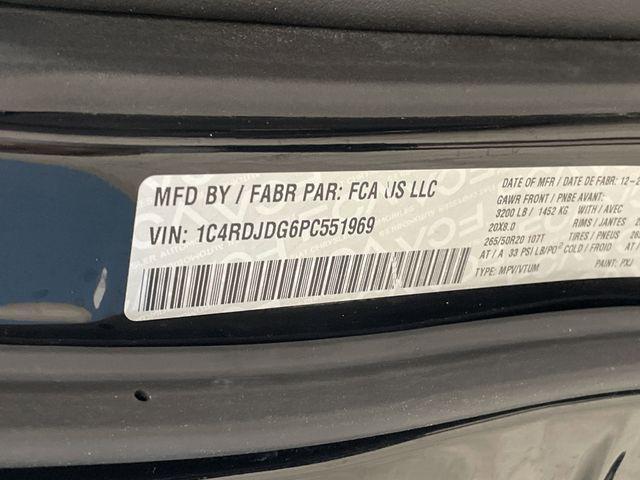 MFD BY / FABR PAR: FCA US LLC
VIN: 1C4RDJDG6PC551969
DATE OF MFR / DATE DE FABR: 12-2
GAWR FRONT / PNBE AVANT:
3200 LB / 1452 KG WITH / AVEC
20X8.0 TIRES / PNEUS
265/50R20 107T
AT / A 33 PSI/LB/PO² COLD / FROID AT
TYPE: MPV/VTUM PAINT: PXJ